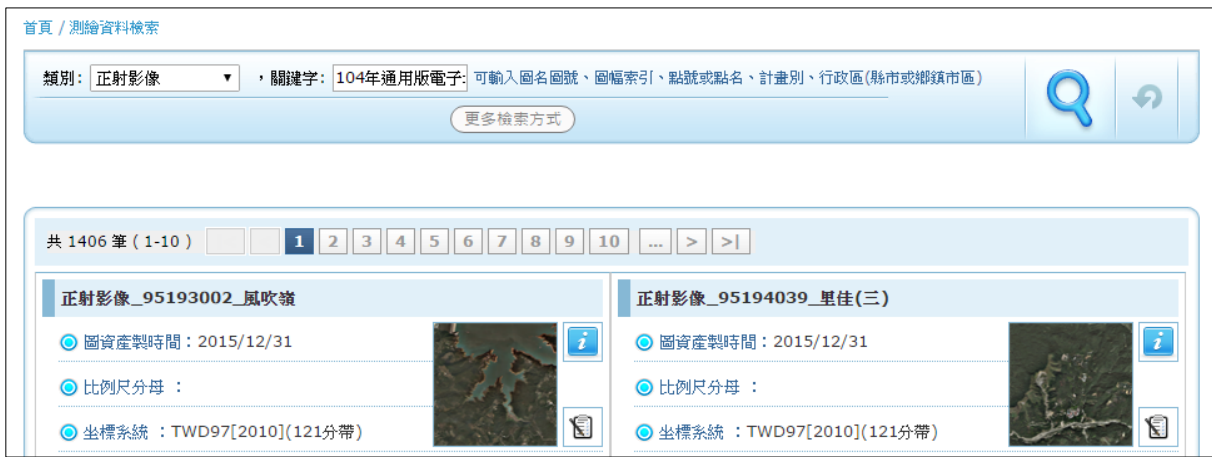 首頁 / 測繪資料檢索
類別: 正射影像 ▼ ，關鍵字: 104年通用版電子 可輸入圖名圖號、圖幅索引、點號或點名、計畫別、行政區(縣市或鄉鎮市區)
更多檢索方式
共 1406 筆 ( 1-10 ) 1 2 3 4 5 6 7 8 9 10 ... > >|
正射影像_95193002_風吹嶺
圖資產製時間：2015/12/31
比例尺分母 ：
坐標系統 ：TWD97[2010](121分帶)
正射影像_95194039_里佳(三)
圖資產製時間：2015/12/31
比例尺分母 ：
坐標系統 ：TWD97[2010](121分帶)